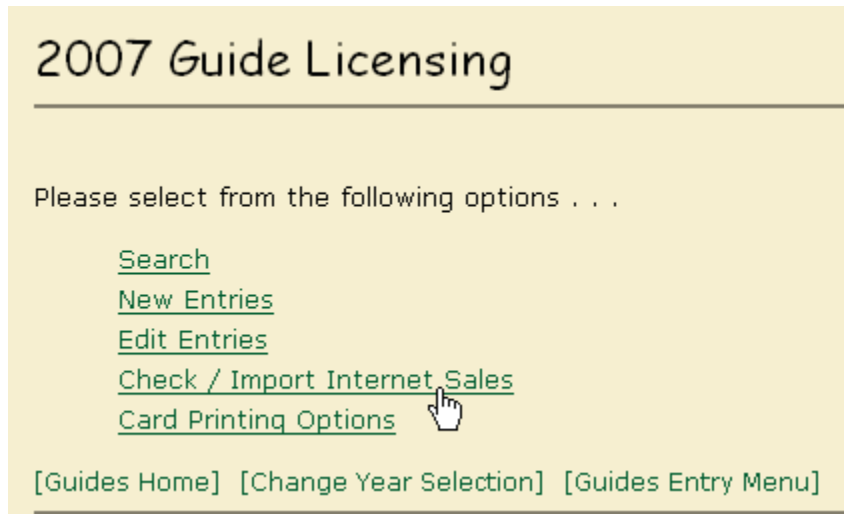 2007 Guide Licensing
Please select from the following options . . .
Search
New Entries
Edit Entries
Check / Import Internet Sales
Card Printing Options
[Guides Home] [Change Year Selection] [Guides Entry Menu]